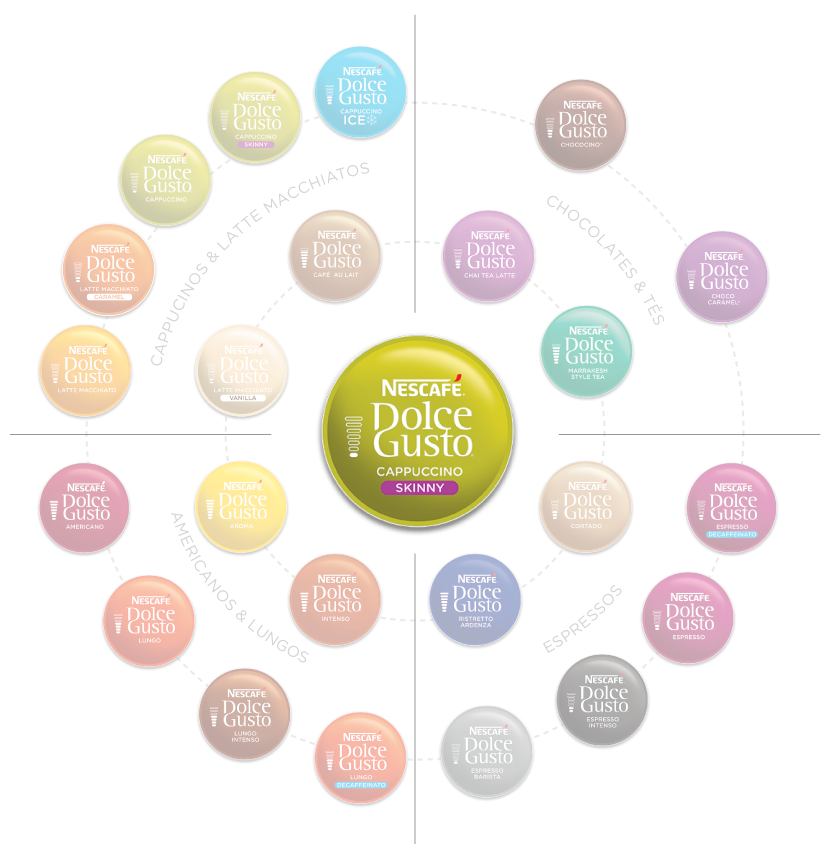 NESCAFÉ
Dolce
Gusto
CAPPUCCINO
ICE
NESCAFÉ
Dolce
Gusto
CAPPUCCINO
SKINNY
NESCAFÉ
Dolce
Gusto
CAPPUCCINO
NESCAFÉ
Dolce
Gusto
LATTE MACCHIATO
CARAMEL
NESCAFÉ
Dolce
Gusto
LATTE MACCHIATO
CAPPUCINOS & LATTE MACCHIATOS
NESCAFÉ
Dolce
Gusto
CAFÉ AU LAIT
NESCAFÉ
Dolce
Gusto
LATTE MACCHIATO
VANILLA
NESCAFÉ
Dolce
Gusto
CHOCOCINO
CHOCOLATES & TÉS
NESCAFÉ
Dolce
Gusto
CHAI TEA LATTE
NESCAFÉ
Dolce
Gusto
CHOCO
CARAMEL
NESCAFÉ
Dolce
Gusto
MARRAKESH
STYLE TEA
NESCAFÉ
Dolce
Gusto
CAPPUCCINO
SKINNY
NESCAFÉ
Dolce
Gusto
AMERICANO
NESCAFÉ
Dolce
Gusto
AROMA
AMERICANOS & LUNGOS
NESCAFÉ
Dolce
Gusto
INTENSO
NESCAFÉ
Dolce
Gusto
LUNGO
NESCAFÉ
Dolce
Gusto
LUNGO
INTENSO
NESCAFÉ
Dolce
Gusto
LUNGO
DECAFFEINATO
NESCAFÉ
Dolce
Gusto
CORTADO
NESCAFÉ
Dolce
Gusto
ESPRESSO
DECAFFEINATO
NESCAFÉ
Dolce
Gusto
RISTRETTO
ARDENZA
ESPRESSOS
NESCAFÉ
Dolce
Gusto
ESPRESSO
NESCAFÉ
Dolce
Gusto
ESPRESSO
INTENSO
NESCAFÉ
Dolce
Gusto
ESPRESSO
BARISTA